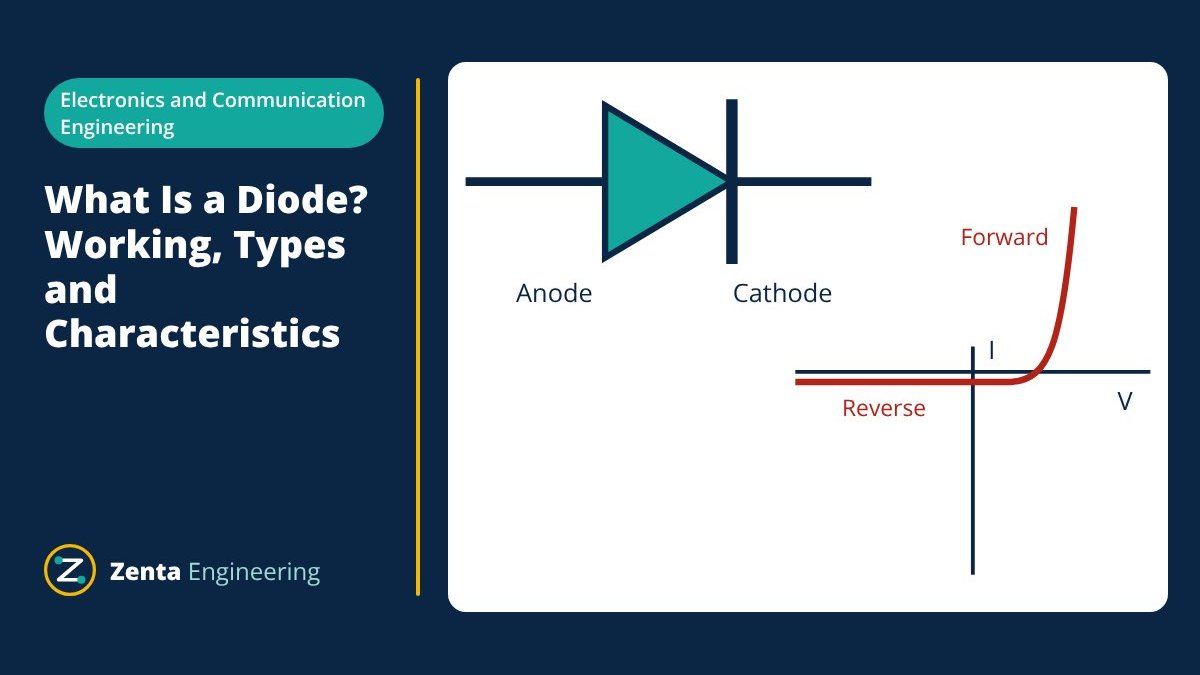 Electronics and Communication
Engineering
What Is a Diode?
Working, Types
and
Characteristics
Zenta Engineering
Anode
Cathode
Forward
I
V
Reverse